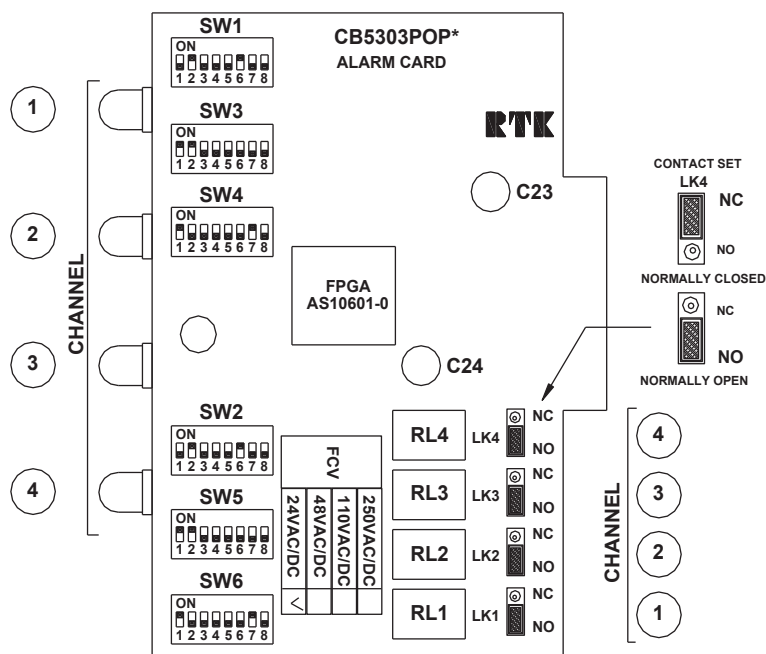 CB5303POP*
ALARM CARD
RTK
SW1
ON
1 2 3 4 5 6 7 8
SW3
ON
1 2 3 4 5 6 7 8
SW4
ON
1 2 3 4 5 6 7 8
CHANNEL
1
2
3
4
C23
FPGA
AS10601-0
C24
CONTACT SET
LK4
NC
NO
NORMALLY CLOSED
NC
NO
NORMALLY OPEN
SW2
ON
1 2 3 4 5 6 7 8
SW5
ON
1 2 3 4 5 6 7 8
SW6
ON
1 2 3 4 5 6 7 8
FCV
24VAC/DC
48VAC/DC
110VAC/DC
250VAC/DC
RL4
LK4
NC
NO
RL3
LK3
NC
NO
RL2
LK2
NC
NO
RL1
LK1
NC
NO
CHANNEL
4
3
2
1